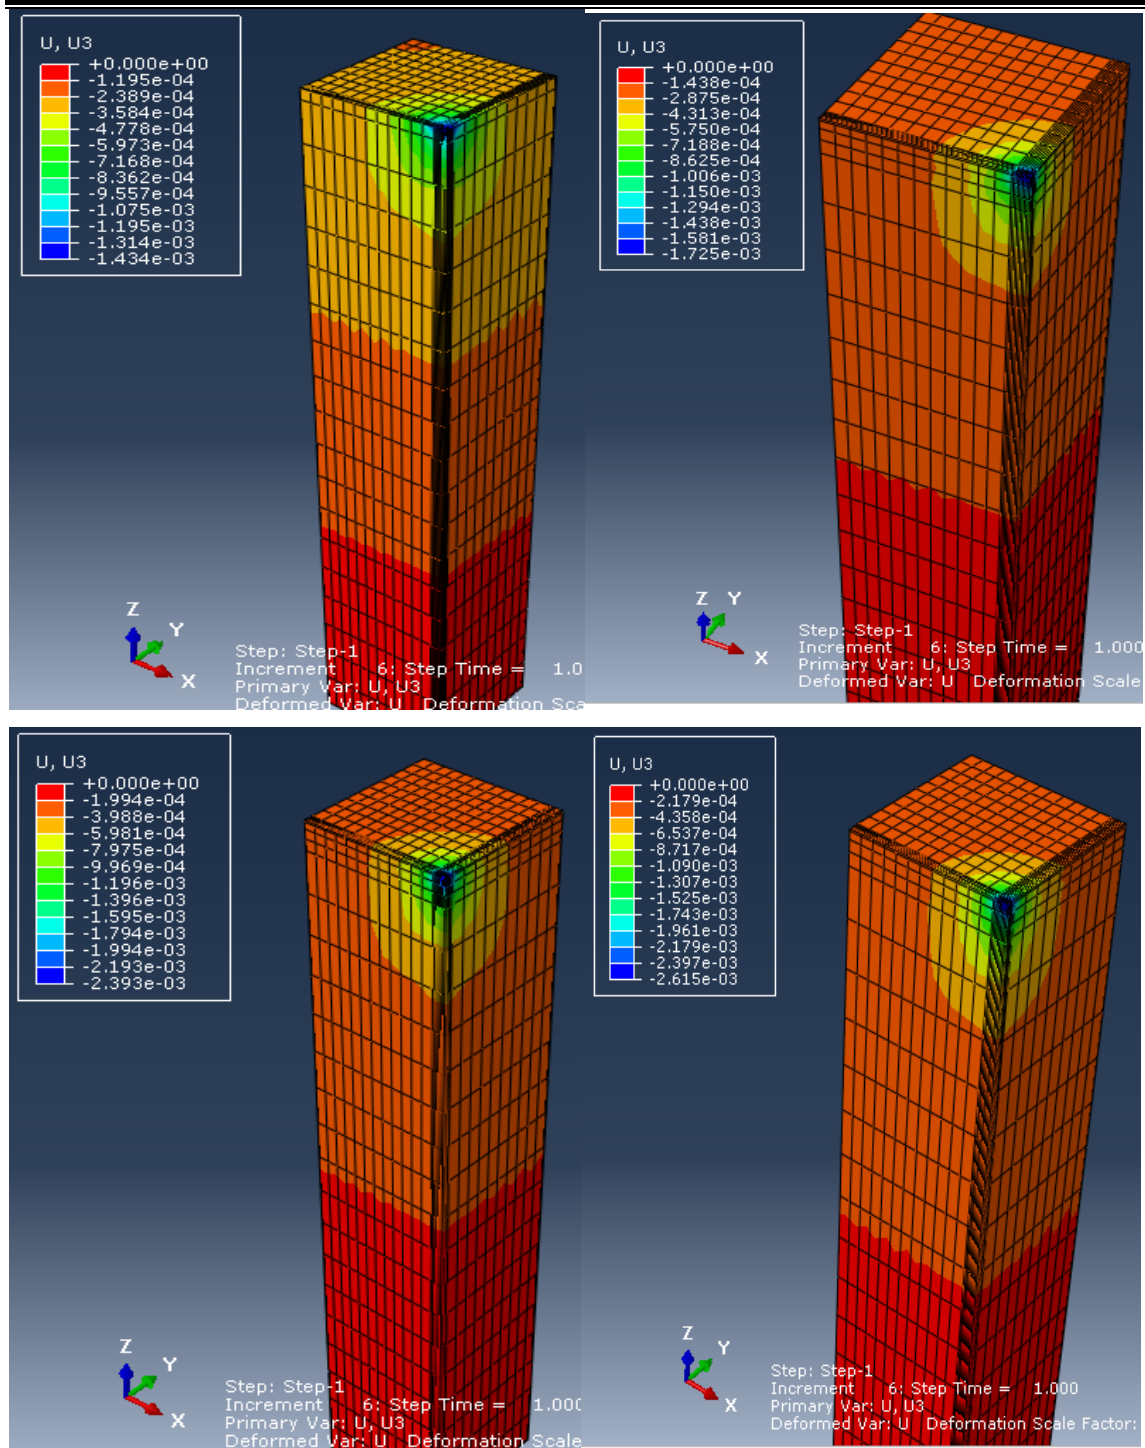 U, U3
+0.000e+00
-1.195e-04
-2.389e-04
-3.584e-04
-4.778e-04
-5.973e-04
-7.168e-04
-8.362e-04
-9.557e-04
-1.075e-03
-1.195e-03
-1.314e-03
-1.434e-03
Z
Y
X
Step: Step-1
Increment 6: Step Time = 1.0
Primary Var: U, U3
Deformed Var: U Deformation Sca
U, U3
+0.000e+00
-1.438e-04
-2.875e-04
-4.313e-04
-5.750e-04
-7.188e-04
-8.625e-04
-1.006e-03
-1.150e-03
-1.294e-03
-1.438e-03
-1.581e-03
-1.725e-03
Z Y
X
Step: Step-1
Increment 6: Step Time = 1.000
Primary Var: U, U3
Deformed Var: U Deformation Scale
U, U3
+0.000e+00
-1.994e-04
-3.988e-04
-5.981e-04
-7.975e-04
-9.969e-04
-1.196e-03
-1.396e-03
-1.595e-03
-1.794e-03
-1.994e-03
-2.193e-03
-2.393e-03
Z
Y
X
Step: Step-1
Increment 6: Step Time = 1.000
Primary Var: U, U3
Deformed Var: U Deformation Scale
U, U3
+0.000e+00
-2.179e-04
-4.358e-04
-6.537e-04
-8.717e-04
-1.090e-03
-1.307e-03
-1.525e-03
-1.743e-03
-1.961e-03
-2.179e-03
-2.397e-03
-2.615e-03
Z
Y
X
Step: Step-1
Increment 6: Step Time = 1.000
Primary Var: U, U3
Deformed Var: U Deformation Scale Factor: